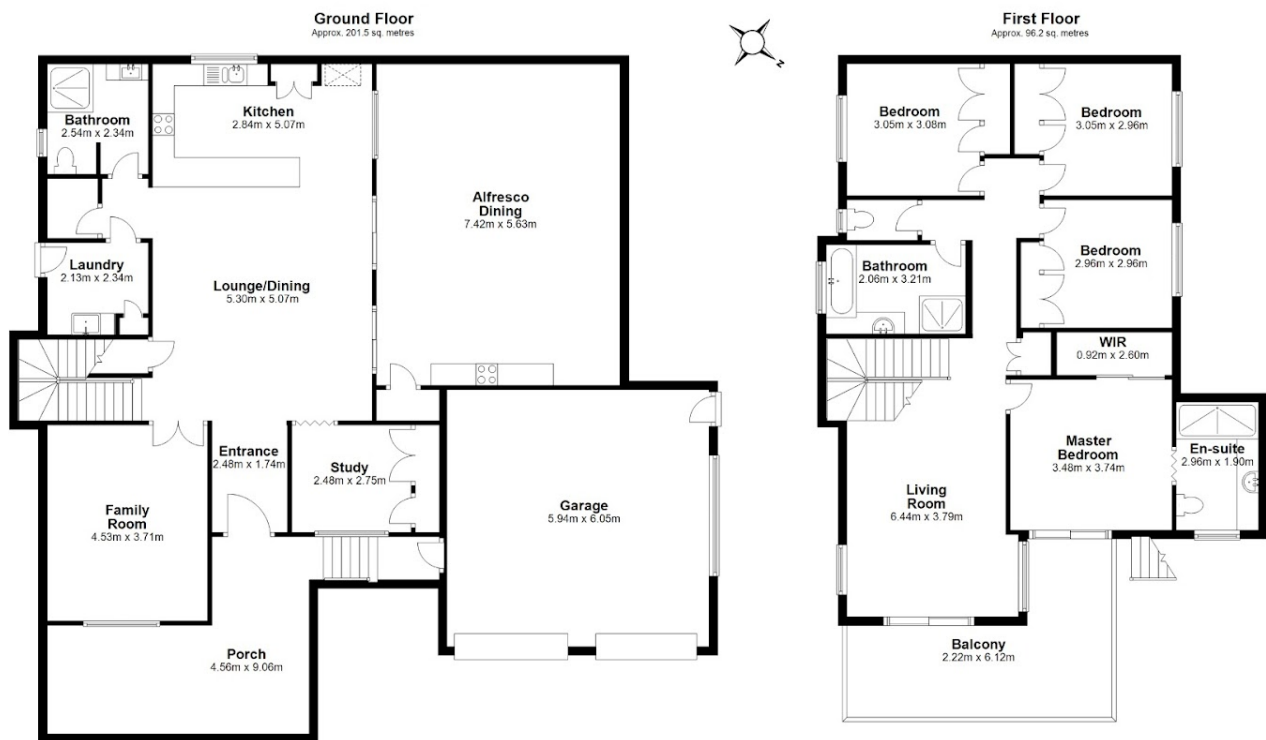 Ground Floor
Approx. 201.5 sq. metres
Bathroom
2.54m x 2.34m
Kitchen
2.84m x 5.07m
Alfresco
Dining
7.42m x 5.63m
Laundry
2.13m x 2.34m
Lounge/Dining
5.30m x 5.07m
Entrance
2.48m x 1.74m
Study
2.48m x 2.75m
Family
Room
4.53m x 3.71m
Garage
5.94m x 6.05m
Porch
4.56m x 9.06m
N
First Floor
Approx. 96.2 sq. metres
Bedroom
3.05m x 3.08m
Bedroom
3.05m x 2.96m
Bedroom
2.96m x 2.96m
Bathroom
2.06m x 3.21m
WIR
0.92m x 2.60m
Master
Bedroom
3.48m x 3.74m
En-suite
2.96m x 1.90m
Living
Room
6.44m x 3.79m
Balcony
2.22m x 6.12m